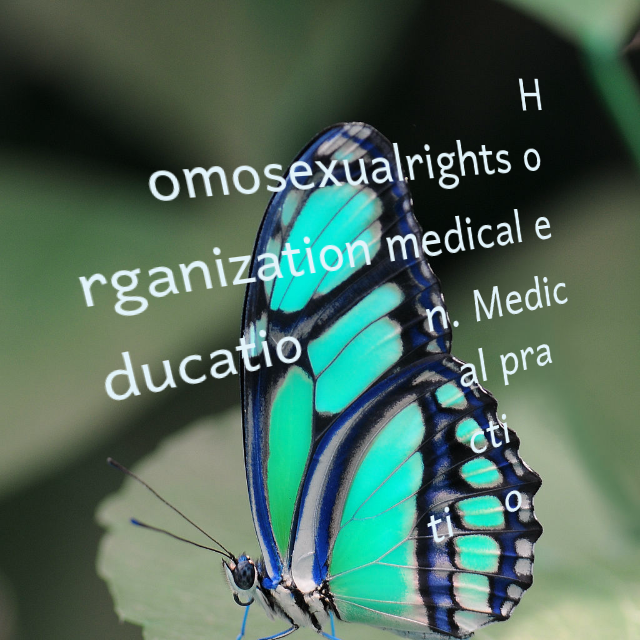 H
omosexualrights o
rganization medical e
ducatio
n. Medic
al pra
cti
o
ti